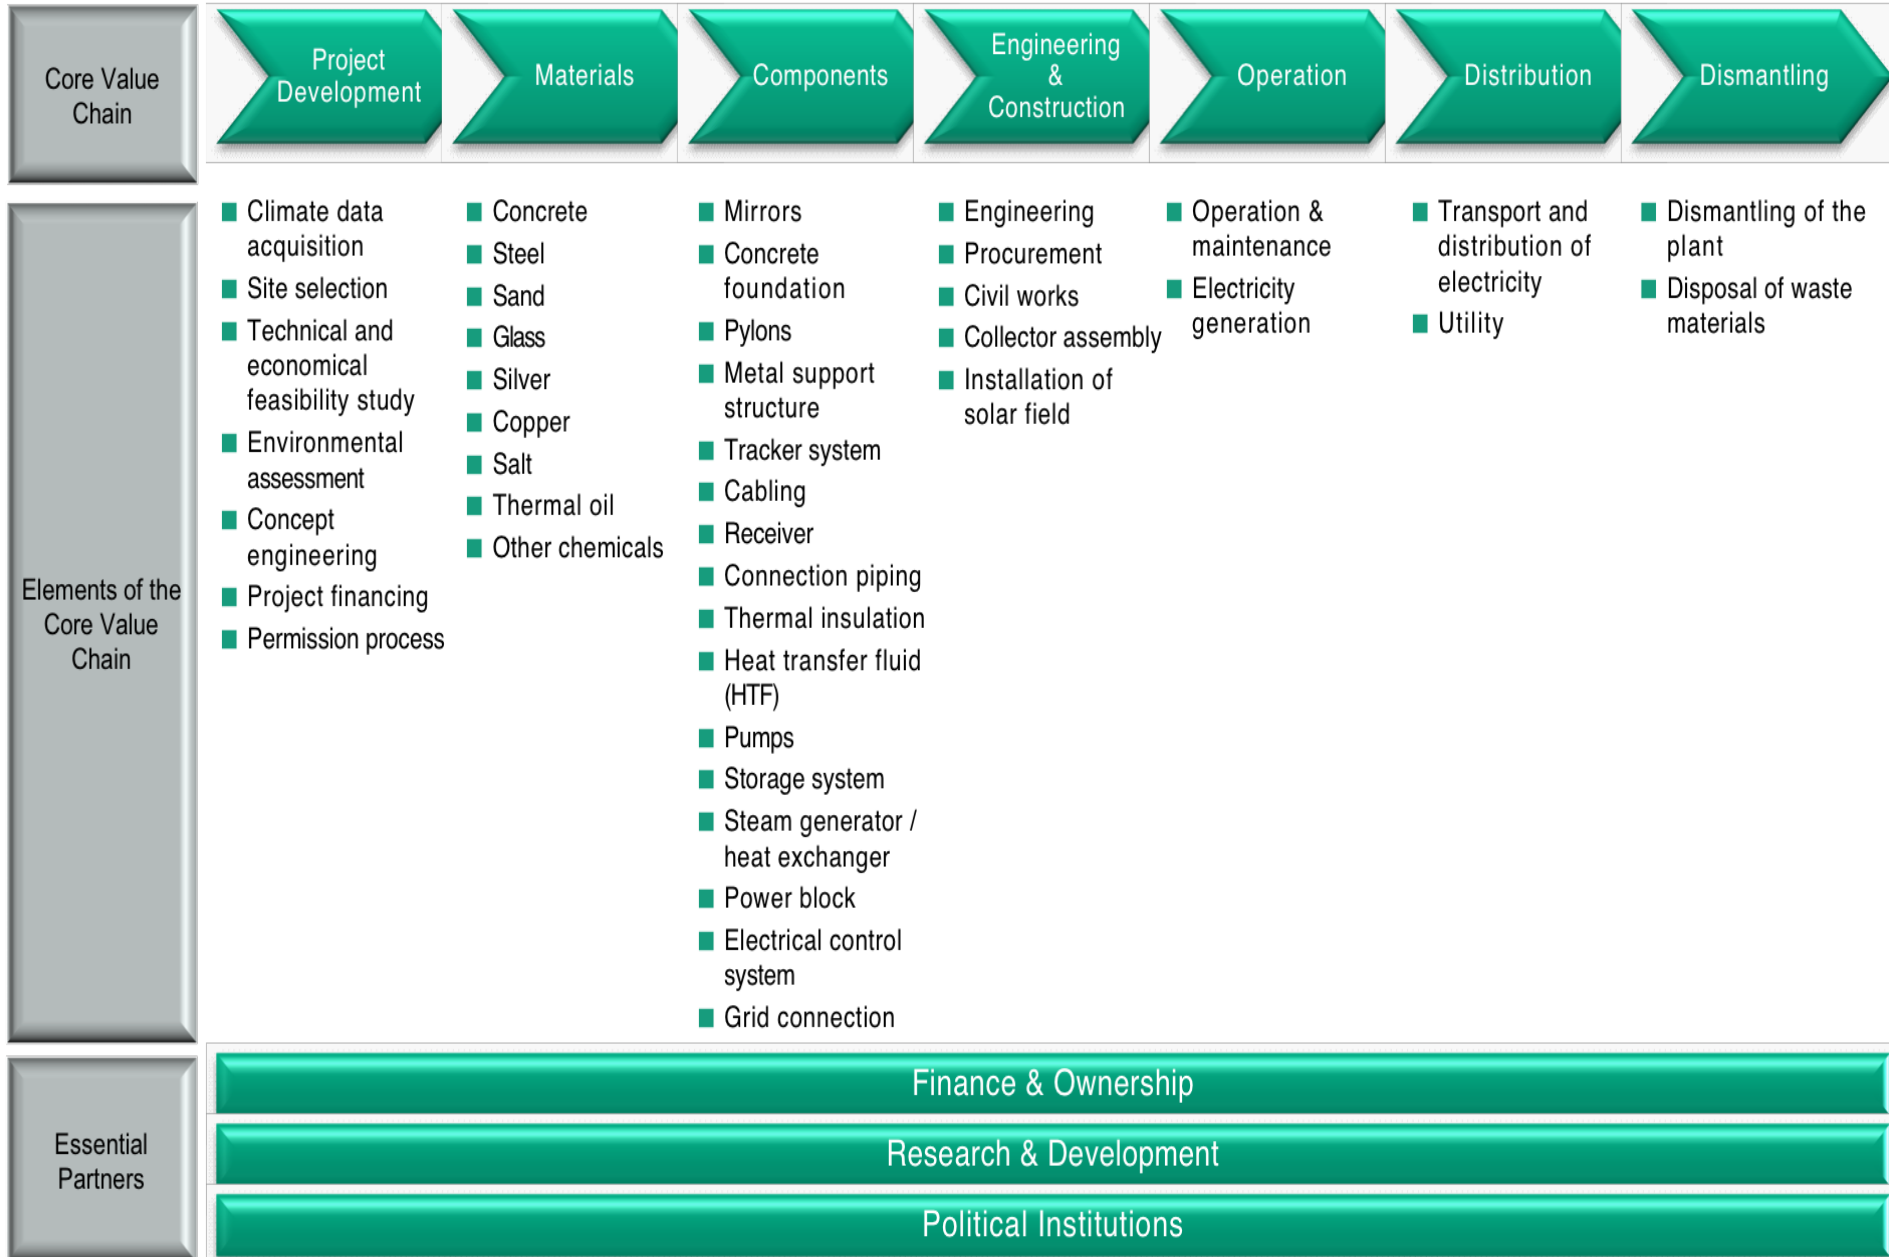 Core Value
Chain
Project
Development
Materials
Components
Engineering
&
Construction
Operation
Distribution
Dismantling
Elements of the
Core Value
Chain
Climate data
acquisition
Site selection
Technical and
economical
feasibility study
Environmental
assessment
Concept
engineering
Project financing
Permission process
Concrete
Steel
Sand
Glass
Silver
Copper
Salt
Thermal oil
Other chemicals
Mirrors
Concrete
foundation
Pylons
Metal support
structure
Tracker system
Cabling
Receiver
Connection piping
Thermal insulation
Heat transfer fluid
(HTF)
Pumps
Storage system
Steam generator /
heat exchanger
Power block
Electrical control
system
Grid connection
Engineering
Procurement
Civil works
Collector assembly
Installation of
solar field
Operation &
maintenance
Electricity
generation
Transport and
distribution of
electricity
Utility
Dismantling of the
plant
Disposal of waste
materials
Essential
Partners
Finance & Ownership
Research & Development
Political Institutions